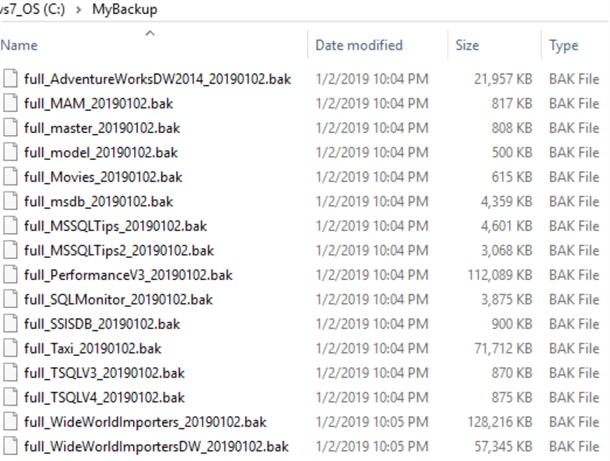 vs7_OS (C:) > MyBackup
Name Date modified Size Type
full_AdventureWorksDW2014_20190102.bak 1/2/2019 10:04 PM 21,957 KB BAK File
full_MAM_20190102.bak 1/2/2019 10:04 PM 817 KB BAK File
full_master_20190102.bak 1/2/2019 10:04 PM 808 KB BAK File
full_model_20190102.bak 1/2/2019 10:04 PM 500 KB BAK File
full_Movies_20190102.bak 1/2/2019 10:04 PM 615 KB BAK File
full_msdb_20190102.bak 1/2/2019 10:04 PM 4,359 KB BAK File
full_MSSQLTips_20190102.bak 1/2/2019 10:04 PM 4,601 KB BAK File
full_MSSQLTips2_20190102.bak 1/2/2019 10:04 PM 3,068 KB BAK File
full_PerformanceV3_20190102.bak 1/2/2019 10:04 PM 112,089 KB BAK File
full_SQLMonitor_20190102.bak 1/2/2019 10:04 PM 3,875 KB BAK File
full_SSISDB_20190102.bak 1/2/2019 10:04 PM 900 KB BAK File
full_Taxi_20190102.bak 1/2/2019 10:04 PM 71,712 KB BAK File
full_TSQLV3_20190102.bak 1/2/2019 10:04 PM 870 KB BAK File
full_TSQLV4_20190102.bak 1/2/2019 10:04 PM 875 KB BAK File
full_WideWorldImporters_20190102.bak 1/2/2019 10:05 PM 128,216 KB BAK File
full_WideWorldImportersDW_20190102.bak 1/2/2019 10:05 PM 57,345 KB BAK File